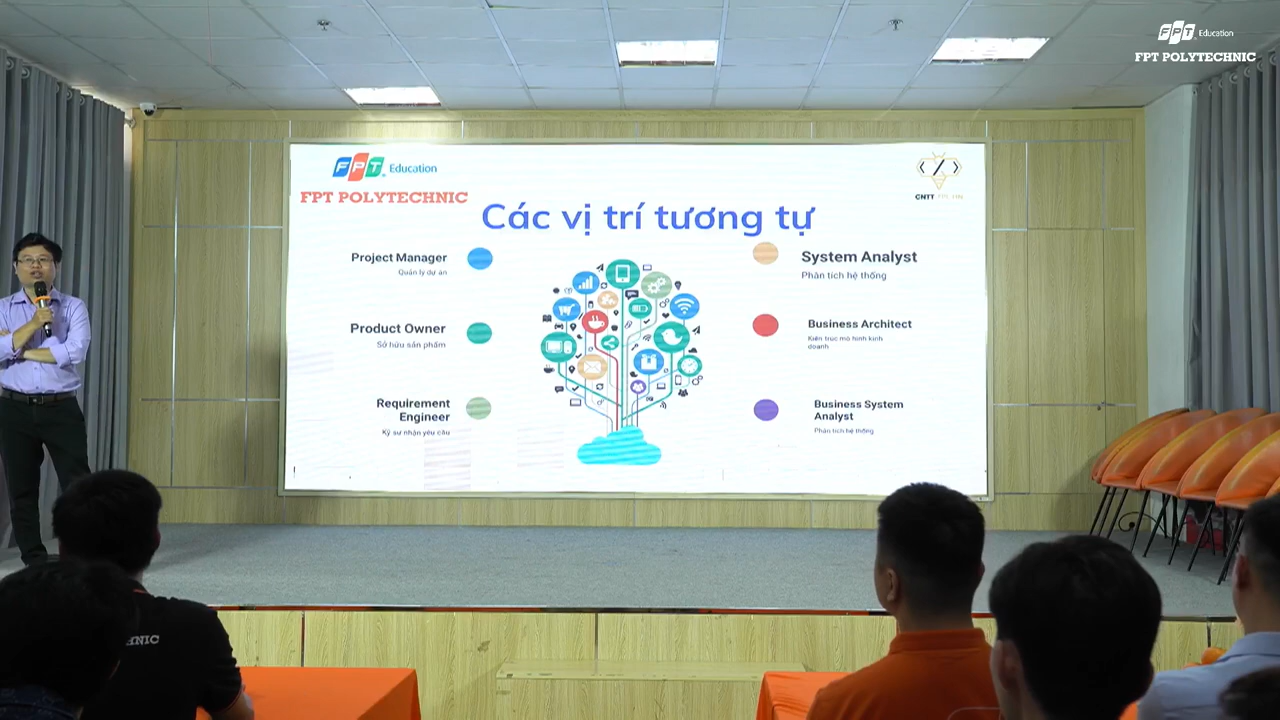 FPT Education
FPT POLYTECHNIC
FPT Education
FPT POLYTECHNIC
CNTT
Các vị trí tương tự
Project Manager
Quản lý dự án
Product Owner
Sở hữu sản phẩm
Requirement
Engineer
Kỹ sư nhận yêu cầu
System Analyst
Phân tích hệ thống
Business Architect
Kiến trúc mô hình kinh
doanh
Business System
Analyst
Phân tích hệ thống
HNIC